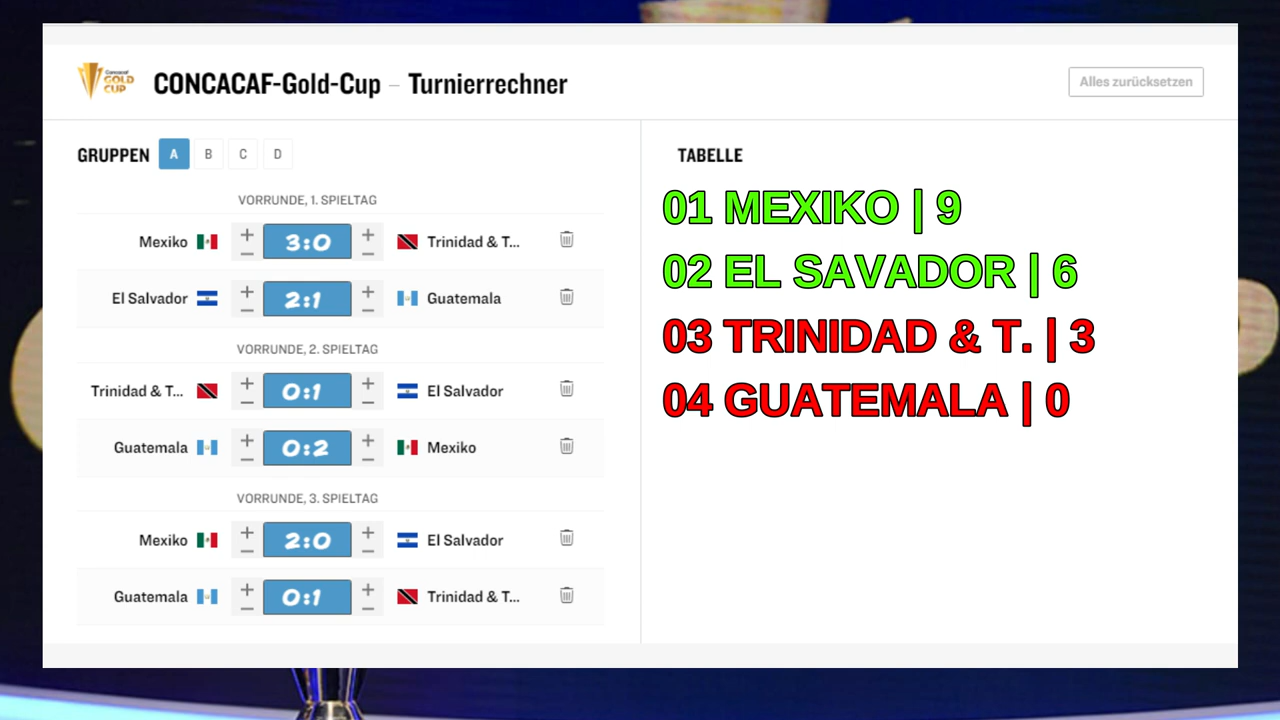 Concacaf GOLD CUP
CONCACAF-Gold-Cup – Turnierrechner
Alles zurücksetzen
GRUPPEN A B C D
VORRUNDE, 1. SPIELTAG
Mexiko + − 3:0 + − Trinidad & T...
El Salvador + − 2:1 + − Guatemala
VORRUNDE, 2. SPIELTAG
Trinidad & T... + − 0:1 + − El Salvador
Guatemala + − 0:2 + − Mexiko
VORRUNDE, 3. SPIELTAG
Mexiko + − 2:0 + − El Salvador
Guatemala + − 0:1 + − Trinidad & T...
TABELLE
01 MEXIKO | 9
02 EL SAVADOR | 6
03 TRINIDAD & T. | 3
04 GUATEMALA | 0